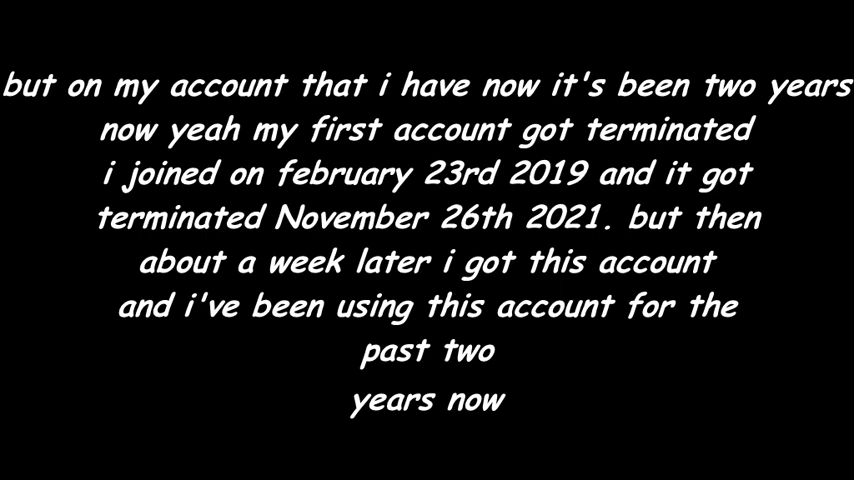 but on my account that i have now it's been two years
now yeah my first account got terminated
i joined on february 23rd 2019 and it got
terminated November 26th 2021. but then
about a week later i got this account
and i've been using this account for the
past two
years now